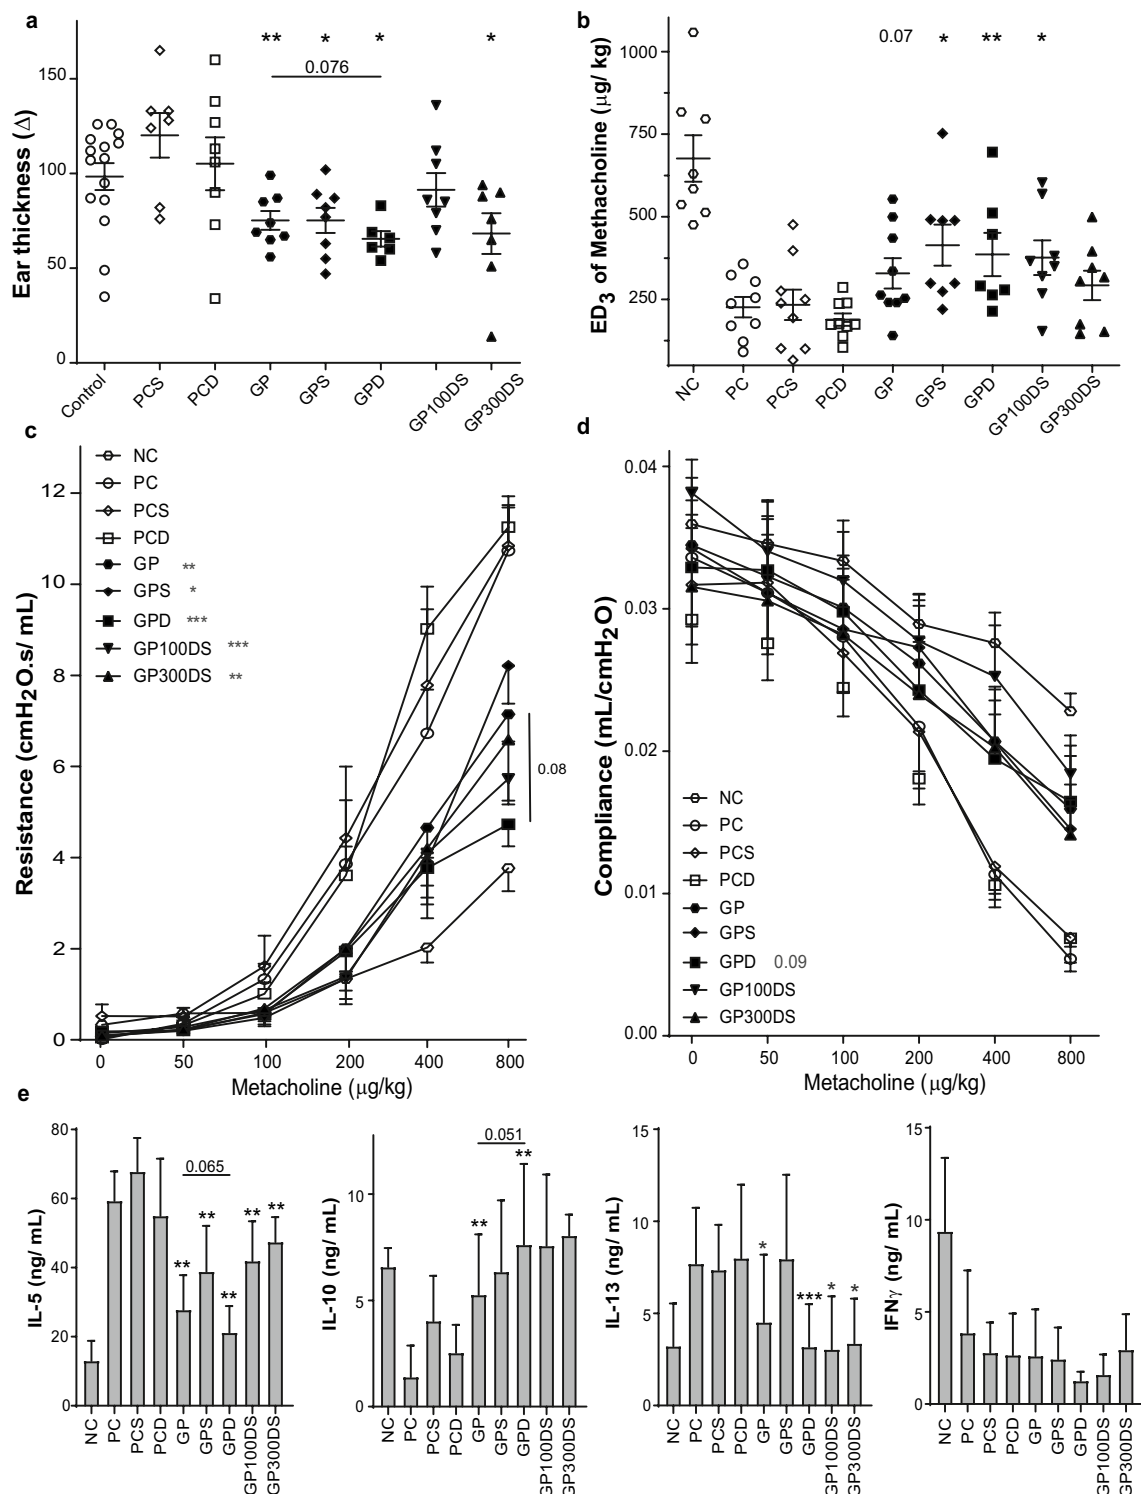 a
Ear thickness (Δ)
150
100
50
0
** * * *
0.076
Control PCS PCD GP GPS GPD GP100DS GP300DS
b
ED3 of Methacholine (µg/ kg)
1000
750
500
250
0.07 * ** *
NC PC PCS PCD GP GPS GPD GP100DS GP300DS
c
Resistance (cmH2O.s/ mL)
12
10
8
6
4
2
0
NC
PC
PCS
PCD
GP **
GPS *
GPD ***
GP100DS ***
GP300DS **
0.08
0 50 100 200 400 800
Metacholine (µg/kg)
d
Compliance (mL/cmH2O)
0.04
0.03
0.02
0.01
0.00
NC
PC
PCS
PCD
GP
GPS
GPD 0.09
GP100DS
GP300DS
0 50 100 200 400 800
Metacholine (µg/kg)
e
IL-5 (ng/ mL)
80
60
40
20
0
0.065
** ** ** ** **
NC PC PCS PCD GP GPS GPD GP100DS GP300DS
IL-10 (ng/ mL)
10
5
0
0.051
** **
NC PC PCS PCD GP GPS GPD GP100DS GP300DS
IL-13 (ng/ mL)
15
10
5
0
* *** * *
NC PC PCS PCD GP GPS GPD GP100DS GP300DS
IFNγ (ng/ mL)
15
10
5
0
NC PC PCS PCD GP GPS GPD GP100DS GP300DS